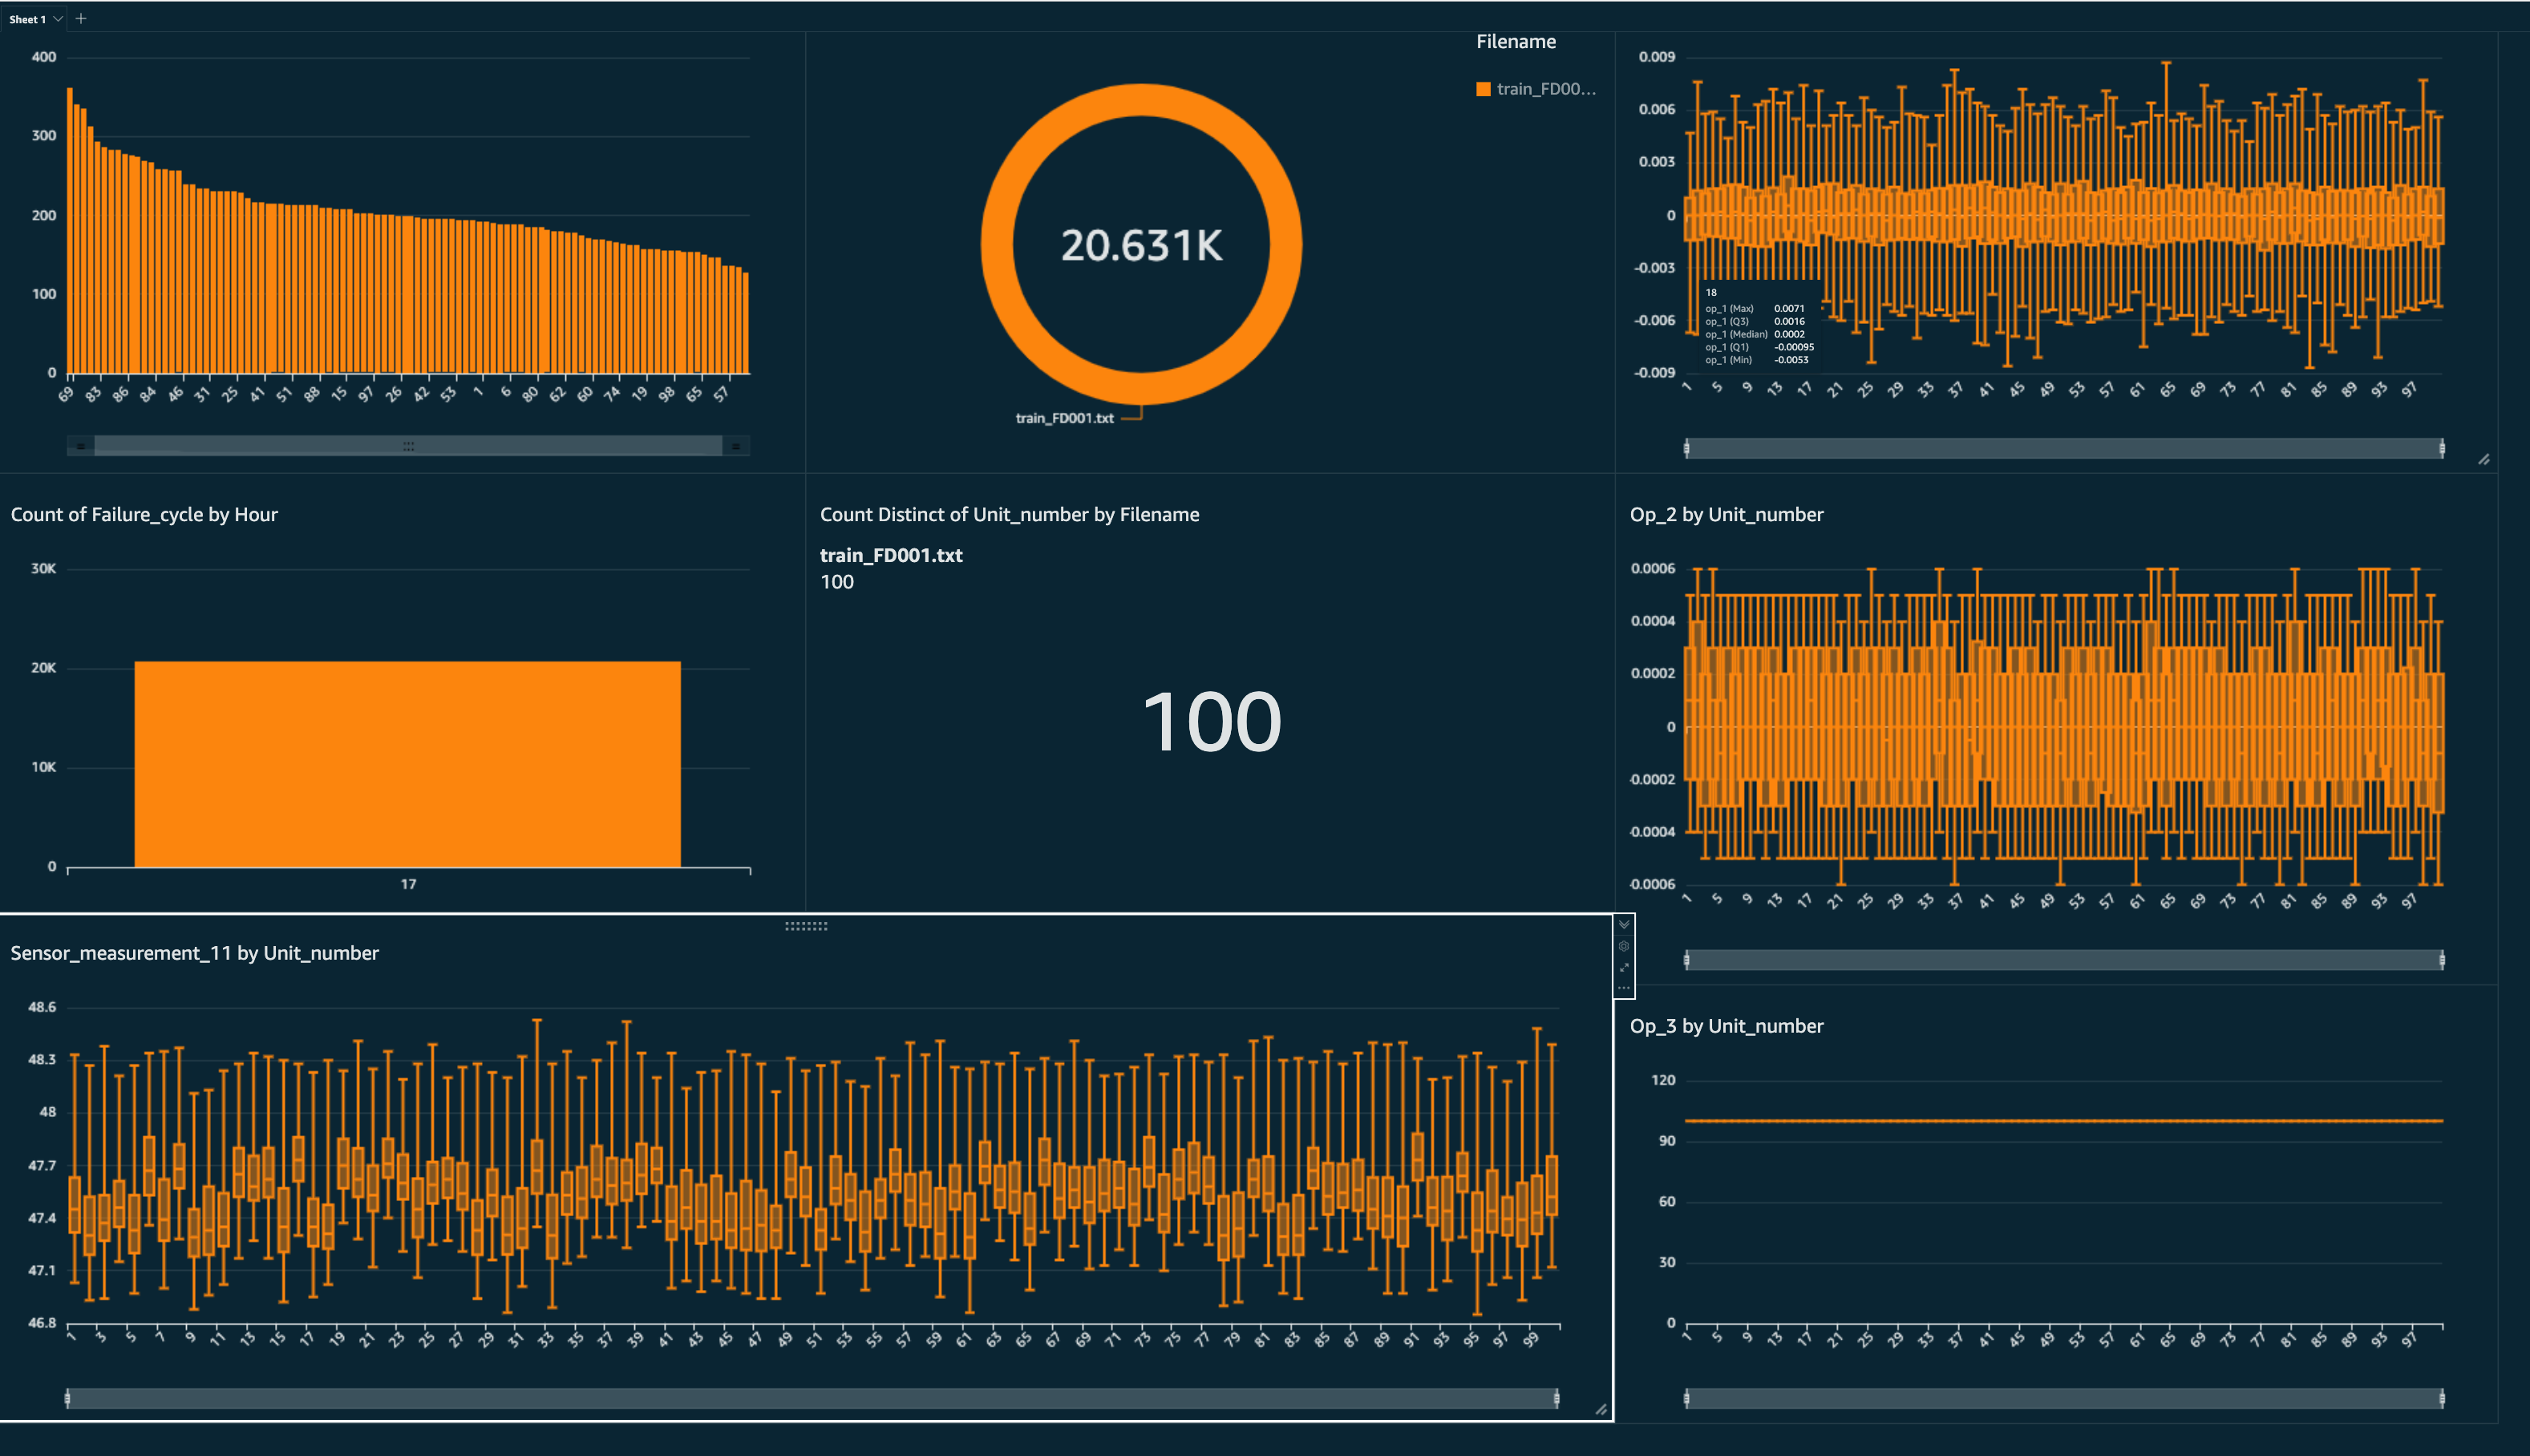 Sheet 1
400
300
200
100
0
69 83 86 84 46 31 25 41 51 88 15 97 26 42 53 1 6 80 62 60 74 19 98 65 57
Filename
train_FD00...
20.631K
train_FD001.txt
0.009
0.006
0.003
0
-0.003
-0.006
-0.009
18
op_1 (Max) 0.0071
op_1 (Q3) 0.0016
op_1 (Median) 0.0002
op_1 (Q1) -0.00095
op_1 (Min) -0.0053
1 5 9 13 17 21 25 29 33 37 41 45 49 53 57 61 65 69 73 77 81 85 89 93 97
Count of Failure_cycle by Hour
30K
20K
10K
0
17
Count Distinct of Unit_number by Filename
train_FD001.txt
100
100
Op_2 by Unit_number
0.0006
0.0004
0.0002
0
-0.0002
-0.0004
-0.0006
1 5 9 13 17 21 25 29 33 37 41 45 49 53 57 61 65 69 73 77 81 85 89 93 97
Sensor_measurement_11 by Unit_number
48.6
48.3
48
47.7
47.4
47.1
46.8
1 3 5 7 9 11 13 15 17 19 21 23 25 27 29 31 33 35 37 39 41 43 45 47 49 51 53 55 57 59 61 63 65 67 69 71 73 75 77 79 81 83 85 87 89 91 93 95 97 99
Op_3 by Unit_number
120
90
60
30
0
1 5 9 13 17 21 25 29 33 37 41 45 49 53 57 61 65 69 73 77 81 85 89 93 97